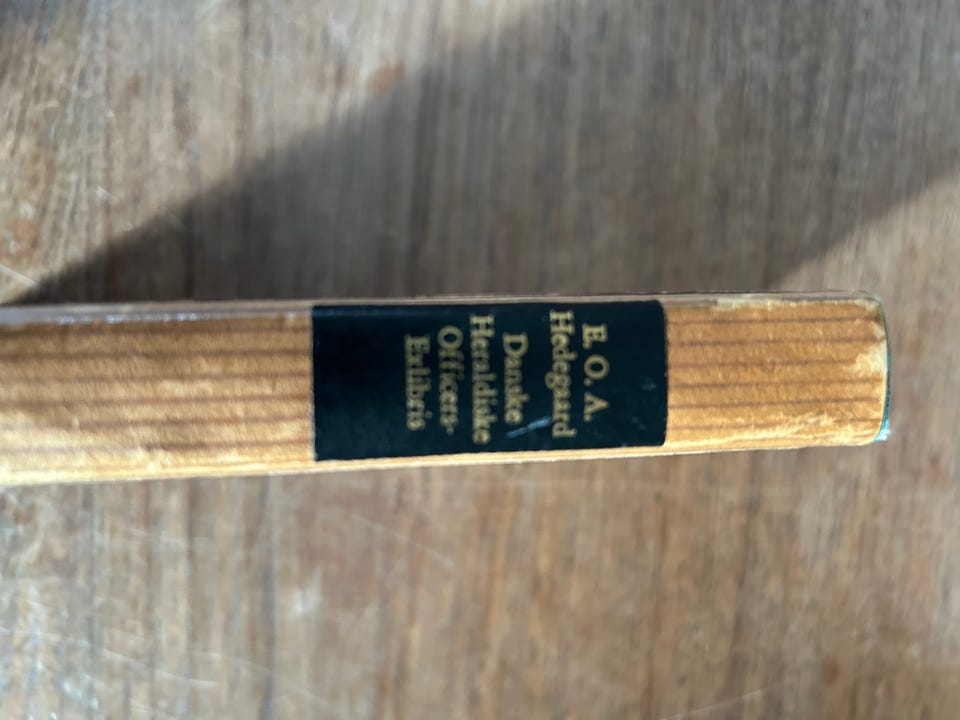 E. O. A.
Hedegaard
Danske
Heraldiske
Officers-
Exlibris